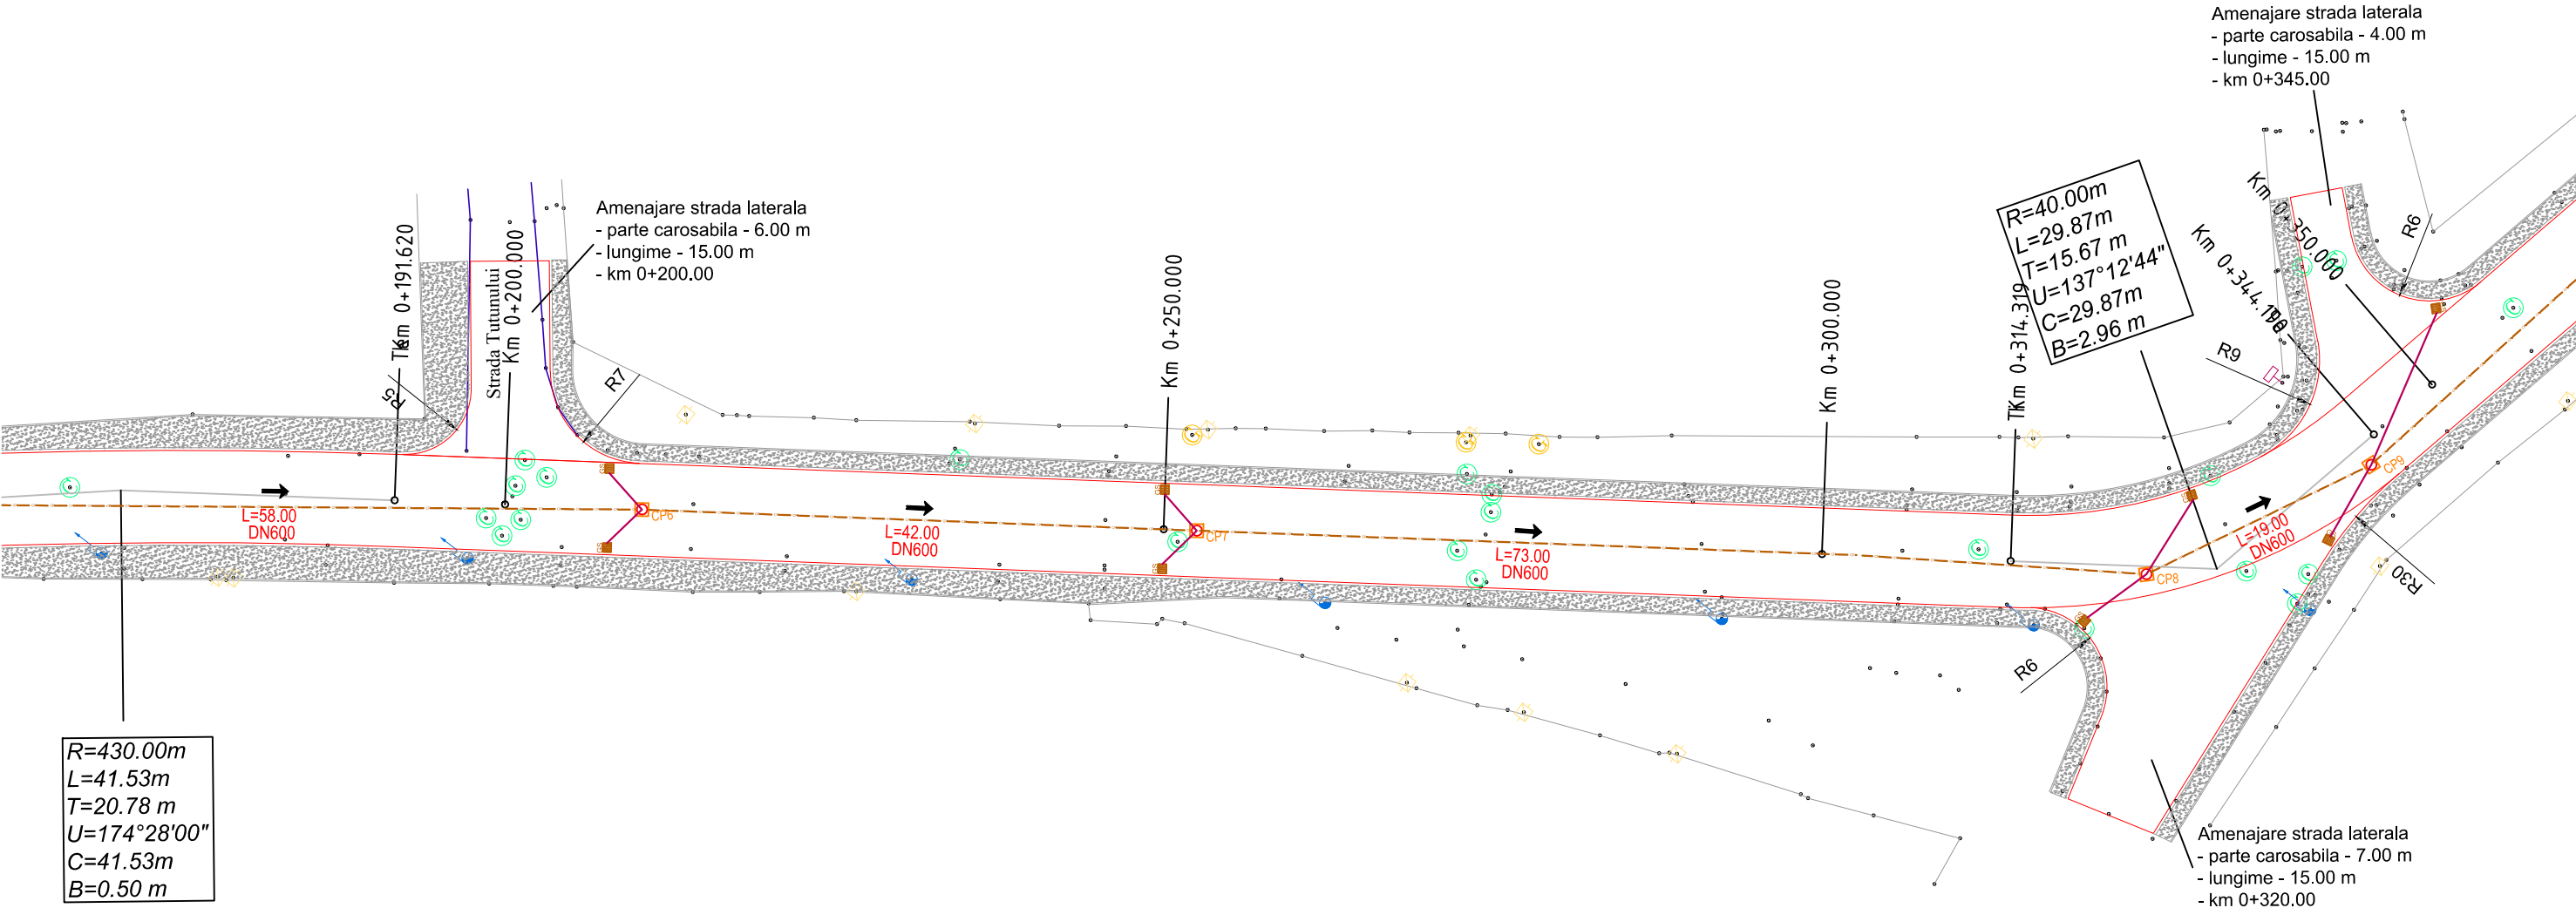 Amenajare strada laterala
- parte carosabila - 4.00 m
- lungime - 15.00 m
- km 0+345.00
Amenajare strada laterala
- parte carosabila - 6.00 m
- lungime - 15.00 m
- km 0+200.00
Km 0+191.620
Strada Tutunului
Km 0+200.000
Km 0+250.000
Km 0+300.000
Km 0+314.319
R=40.00m
L=29.87m
T=15.67 m
U=137°12'44"
C=29.87m
B=2.96 m
Km 0+344.190
Km 0+350.000
R5
R7
R9
R6
R6
R30
GS
GS
GS
GS
GS
CP6
CP7
CP8
CP9
L=58.00
DN600
L=42.00
DN600
L=73.00
DN600
L=19.00
DN600
R=430.00m
L=41.53m
T=20.78 m
U=174°28'00"
C=41.53m
B=0.50 m
Amenajare strada laterala
- parte carosabila - 7.00 m
- lungime - 15.00 m
- km 0+320.00